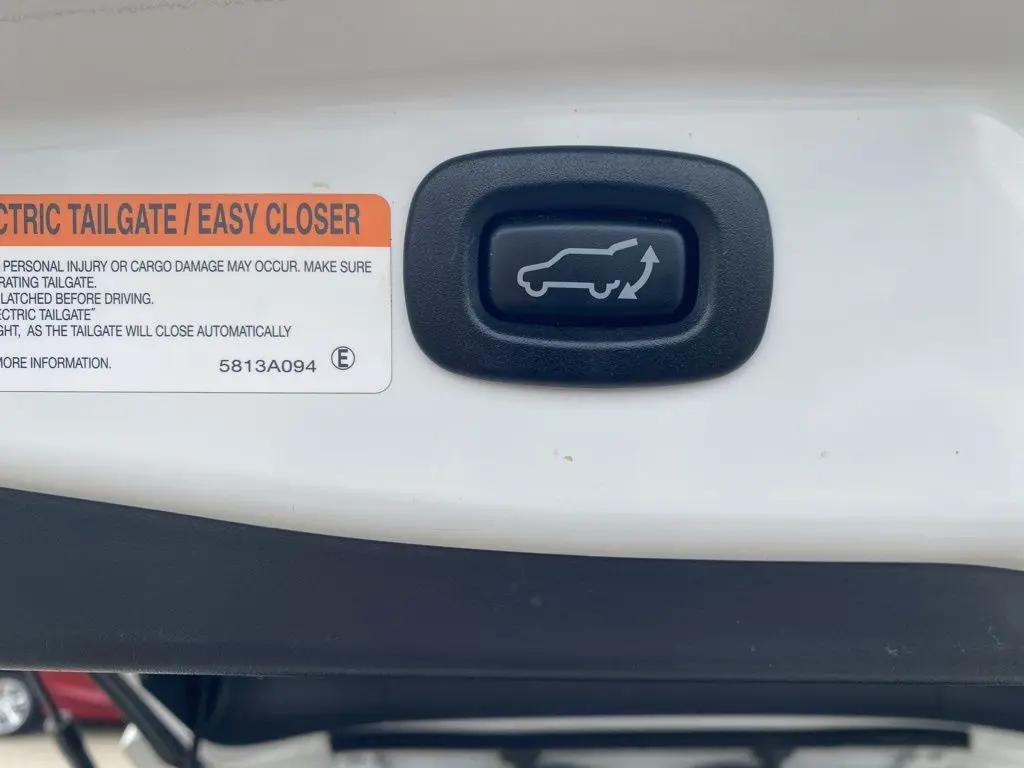 CTRIC TAILGATE / EASY CLOSER
PERSONAL INJURY OR CARGO DAMAGE MAY OCCUR. MAKE SURE
RATING TAILGATE.
LATCHED BEFORE DRIVING.
ECTRIC TAILGATE"
GHT, AS THE TAILGATE WILL CLOSE AUTOMATICALLY
MORE INFORMATION.
5813A094 Ⓔ